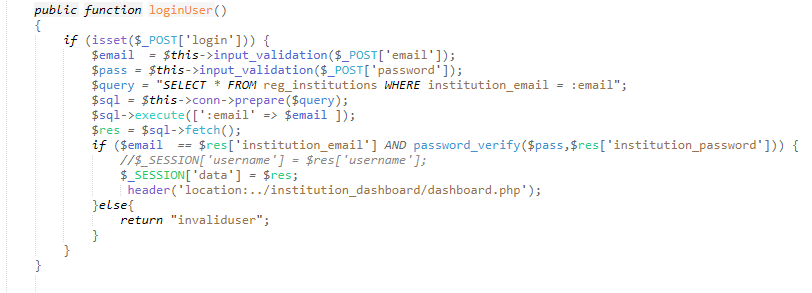 public function loginUser()
{
if (isset($_POST['login'])) {
$email  = $this->input_validation($_POST['email']);
$pass = $this->input_validation($_POST['password']);
$query = "SELECT * FROM reg_institutions WHERE institution_email = :email";
$sql = $this->conn->prepare($query);
$sql->execute([':email' => $email ]);
$res = $sql->fetch();
if ($email  == $res['institution_email'] AND password_verify($pass,$res['institution_password'])) {
//$_SESSION['username'] = $res['username'];
$_SESSION['data'] = $res;
header('location:../institution_dashboard/dashboard.php');
}else{
return "invaliduser";
}
}
}